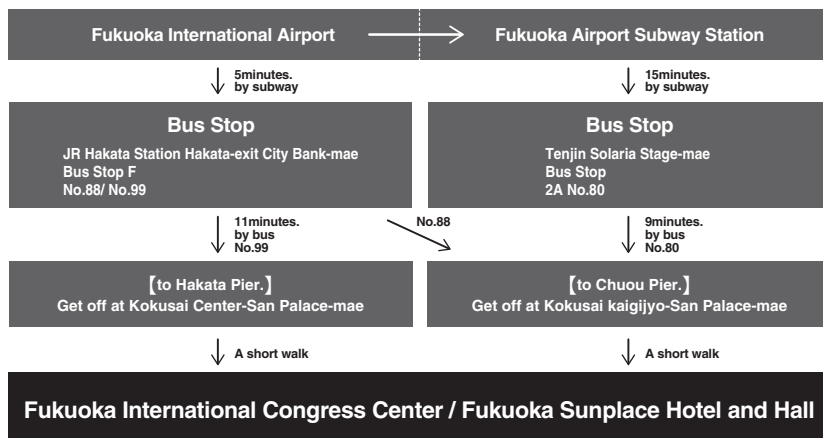 Fukuoka International Airport
Fukuoka Airport Subway Station
5minutes.
by subway
15minutes.
by subway
Bus Stop
JR Hakata Station Hakata-exit City Bank-mae
Bus Stop F
No.88/ No.99
Bus Stop
Tenjin Solaria Stage-mae
Bus Stop
2A No.80
11minutes.
by bus
No.99
No.88
9minutes.
by bus
No.80
【to Hakata Pier.】
Get off at Kokusai Center-San Palace-mae
【to Chuou Pier.】
Get off at Kokusai kaigijyo-San Palace-mae
A short walk
A short walk
Fukuoka International Congress Center / Fukuoka Sunplace Hotel and Hall